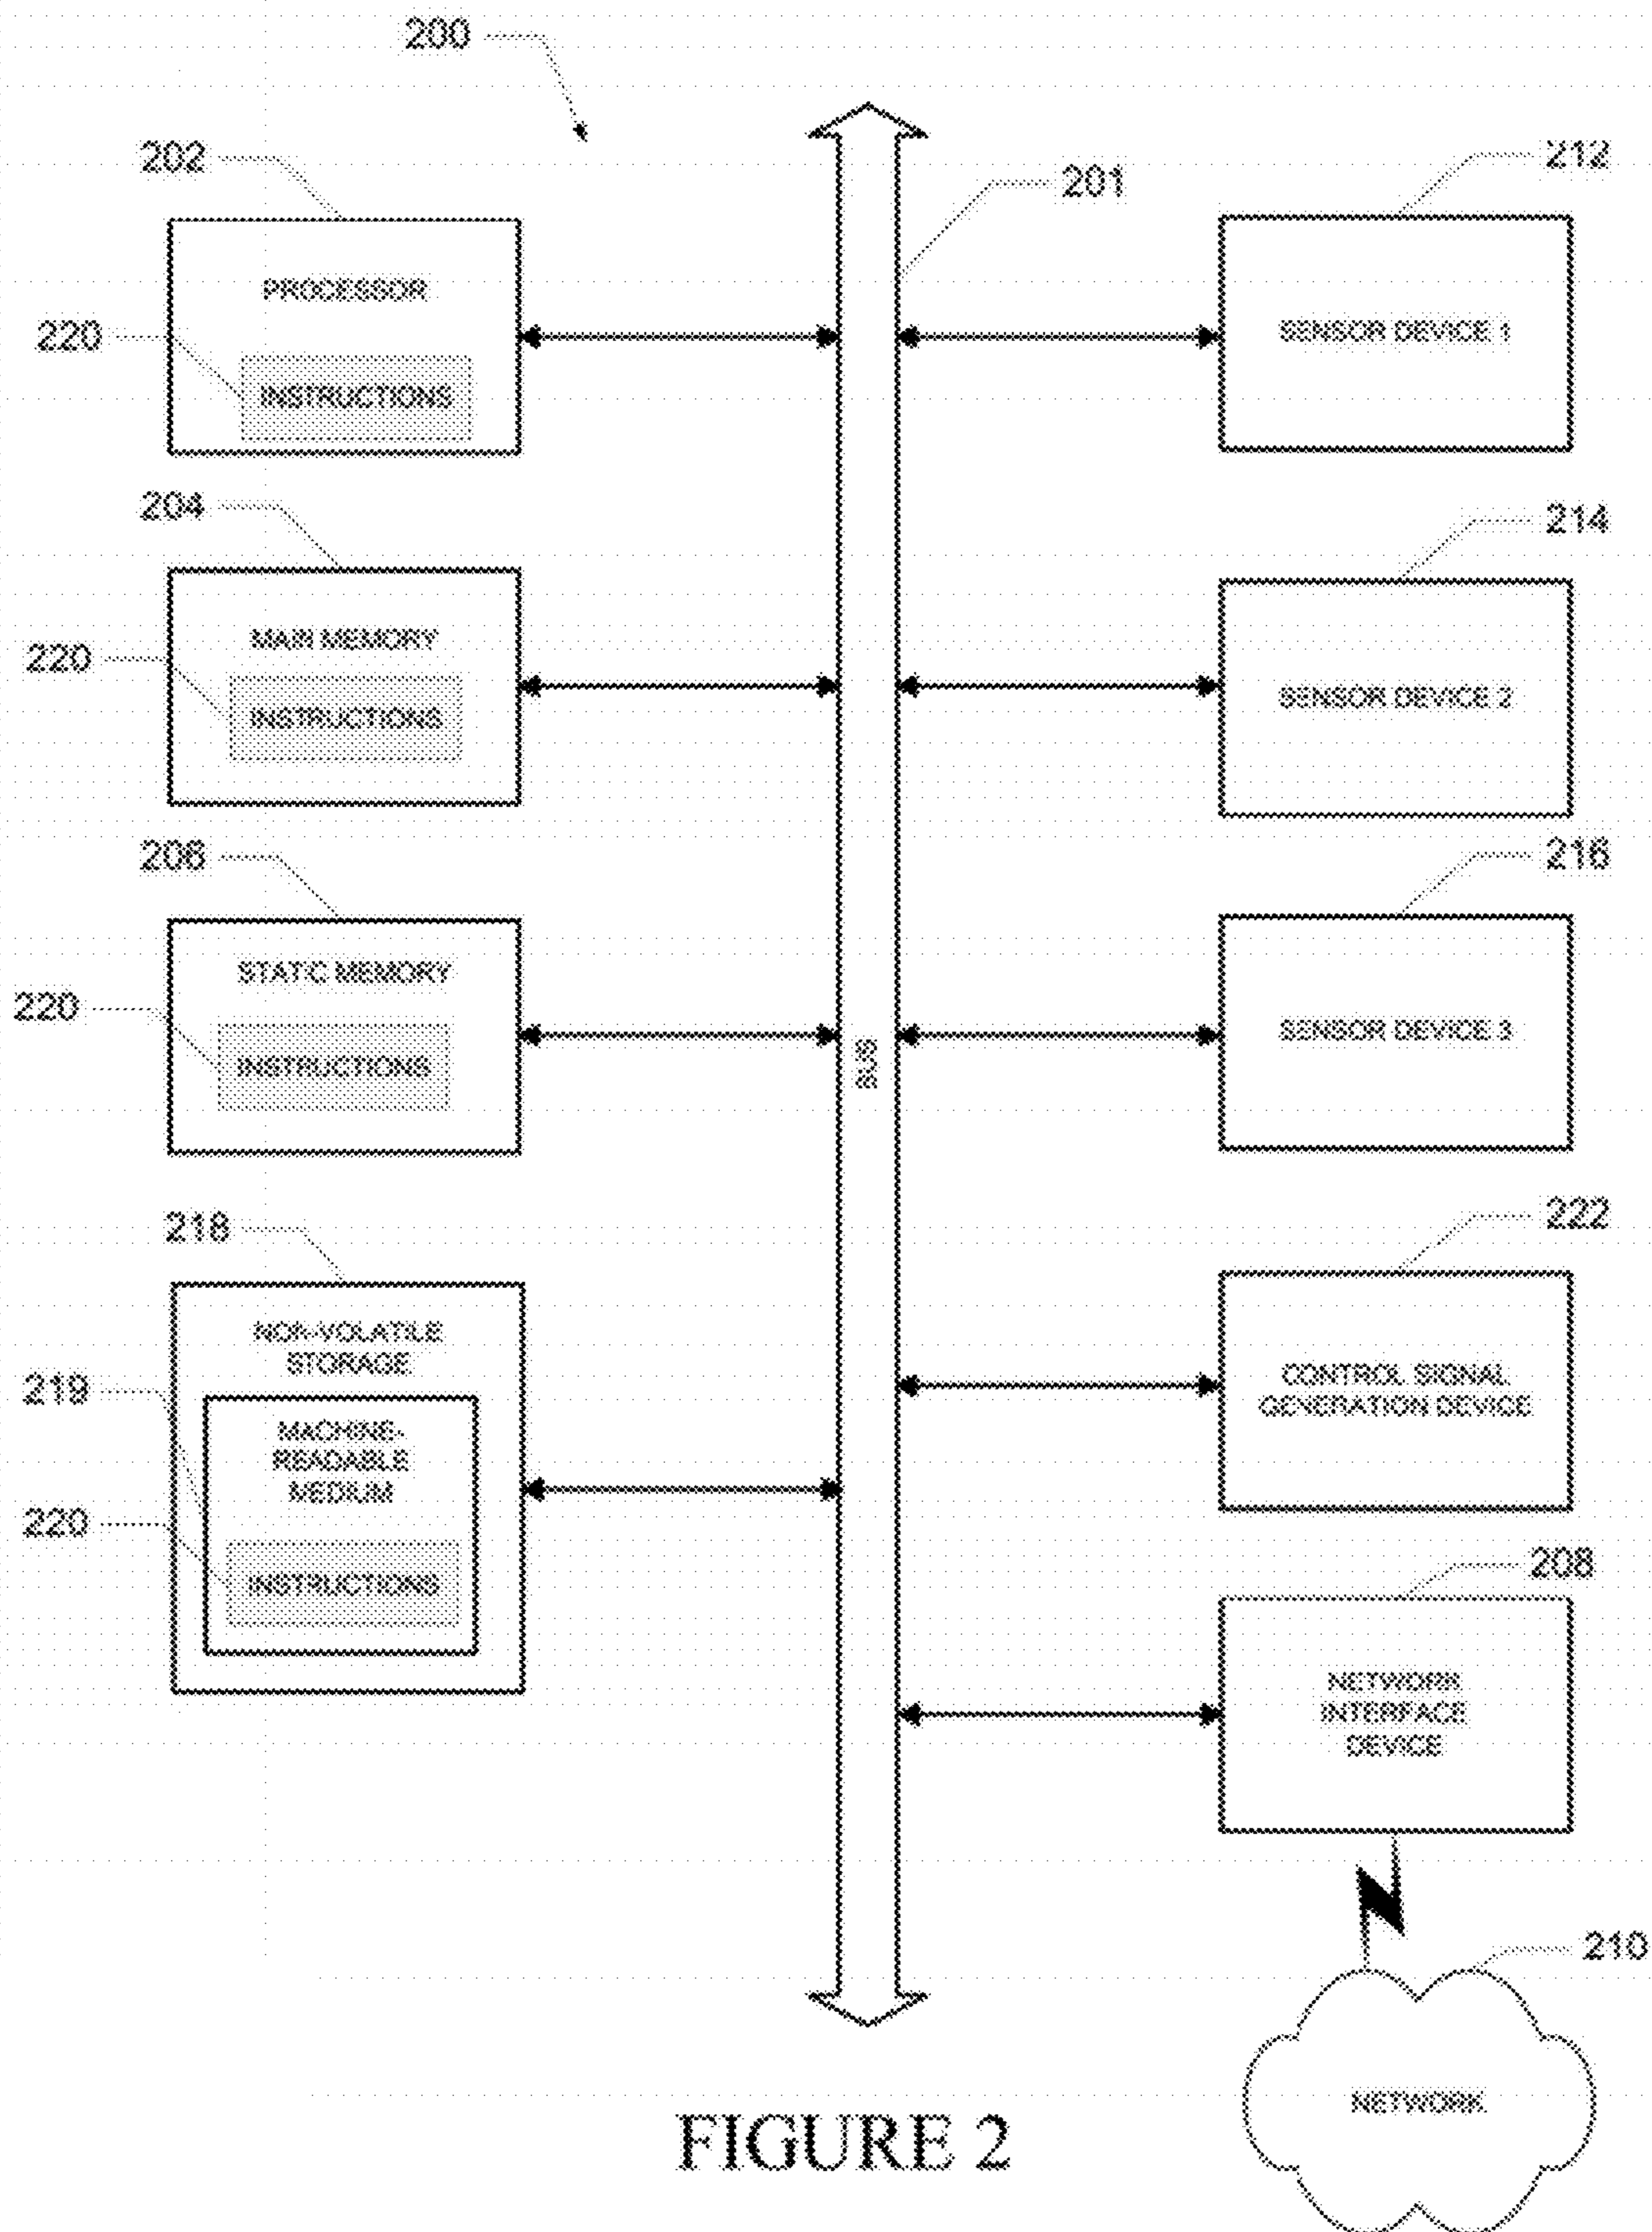 200
202
PROCESSOR
220
INSTRUCTIONS
204
MAIN MEMORY
220
INSTRUCTIONS
206
STATIC MEMORY
220
INSTRUCTIONS
218
NON-VOLATILE
STORAGE
219
MACHINE-
READABLE
MEDIUM
220
INSTRUCTIONS
201
BUS
212
SENSOR DEVICE 1
214
SENSOR DEVICE 2
216
SENSOR DEVICE 3
222
CONTROL SIGNAL
GENERATION DEVICE
208
NETWORK
INTERFACE
DEVICE
210
NETWORK
FIGURE 2